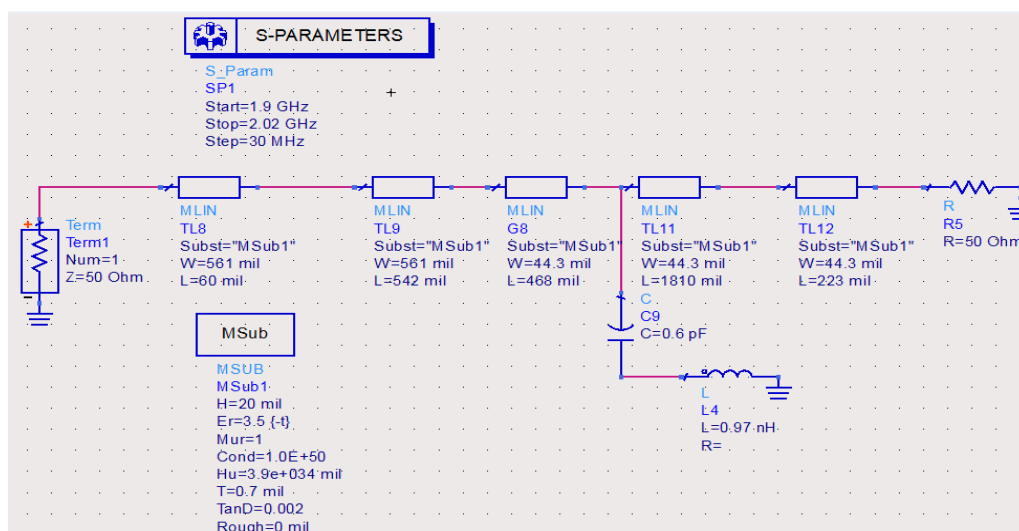 S-PARAMETERS
S_Param
SP1
Start=1.9 GHz
Stop=2.02 GHz
Step=30 MHz
Term
Term1
Num=1
Z=50 Ohm
MLIN
TL8
Subst="MSub1"
W=561 mil
L=60 mil
MLIN
TL9
Subst="MSub1"
W=561 mil
L=542 mil
MLIN
G8
Subst="MSub1"
W=44.3 mil
L=468 mil
MLIN
TL11
Subst="MSub1"
W=44.3 mil
L=1810 mil
MLIN
TL12
Subst="MSub1"
W=44.3 mil
L=223 mil
R
R5
R=50 Ohm
C
C9
C=0.6 pF
L
L4
L=0.97 nH
R=
MSub
MSUB
MSub1
H=20 mil
Er=3.5 {-t}
Mur=1
Cond=1.0E+50
Hu=3.9e+034 mil
T=0.7 mil
TanD=0.002
Rough=0 mil